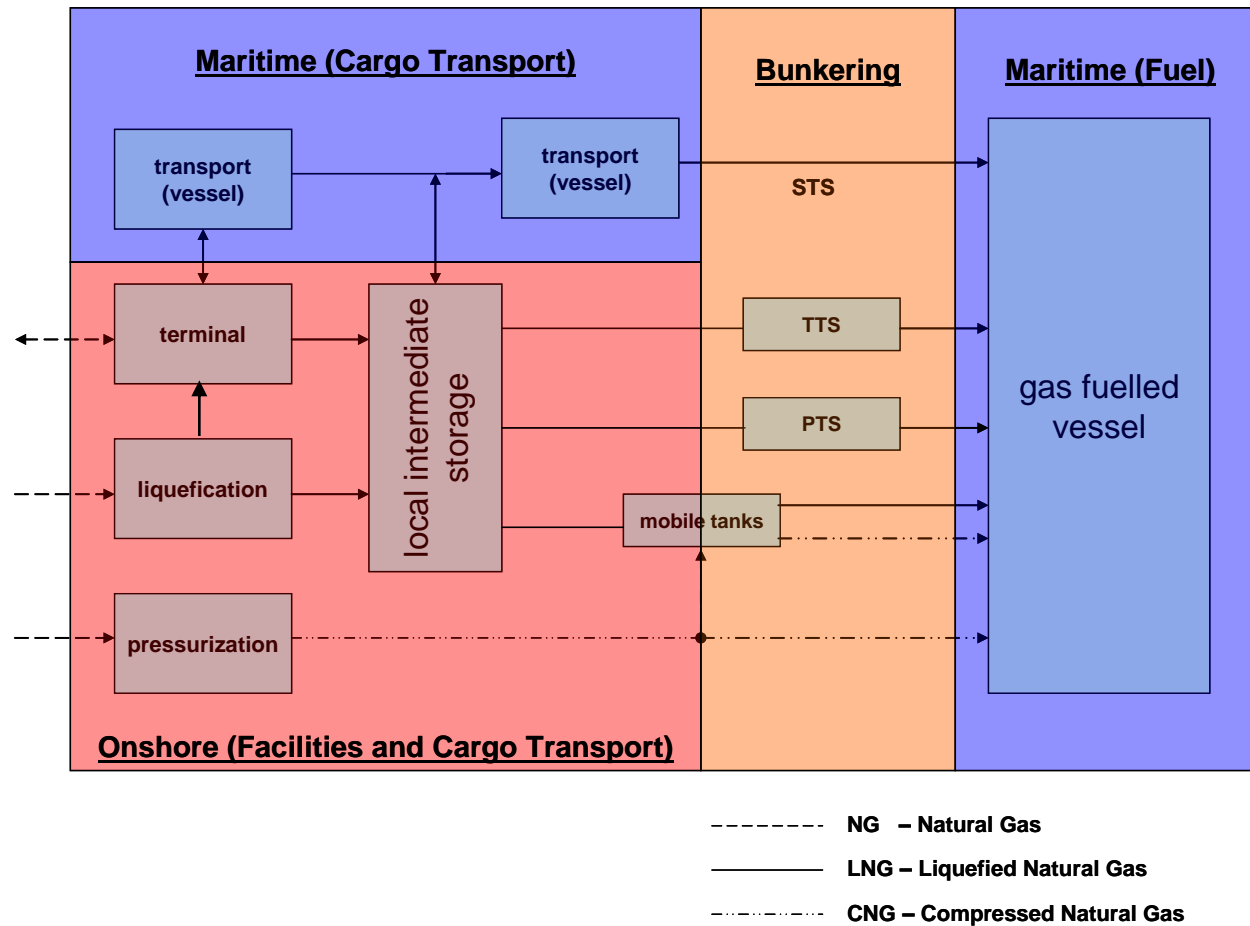 Maritime (Cargo Transport)
Bunkering
Maritime (Fuel)
transport
(vessel)
transport
(vessel)
STS
terminal
local intermediate
storage
TTS
gas fuelled
vessel
PTS
liquefication
mobile tanks
pressurization
Onshore (Facilities and Cargo Transport)
NG – Natural Gas
LNG – Liquefied Natural Gas
CNG – Compressed Natural Gas